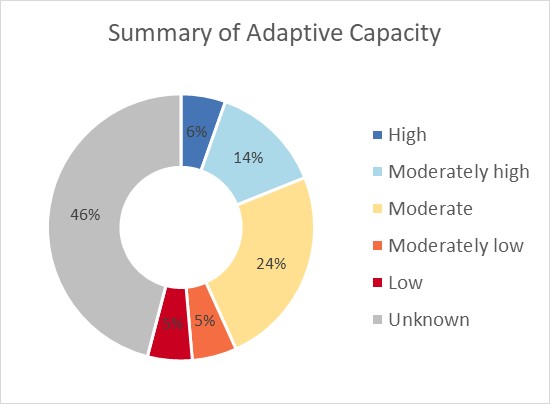 Summary of Adaptive Capacity
6%
14%
24%
5%
46%
High
Moderately high
Moderate
Moderately low
Low
Unknown